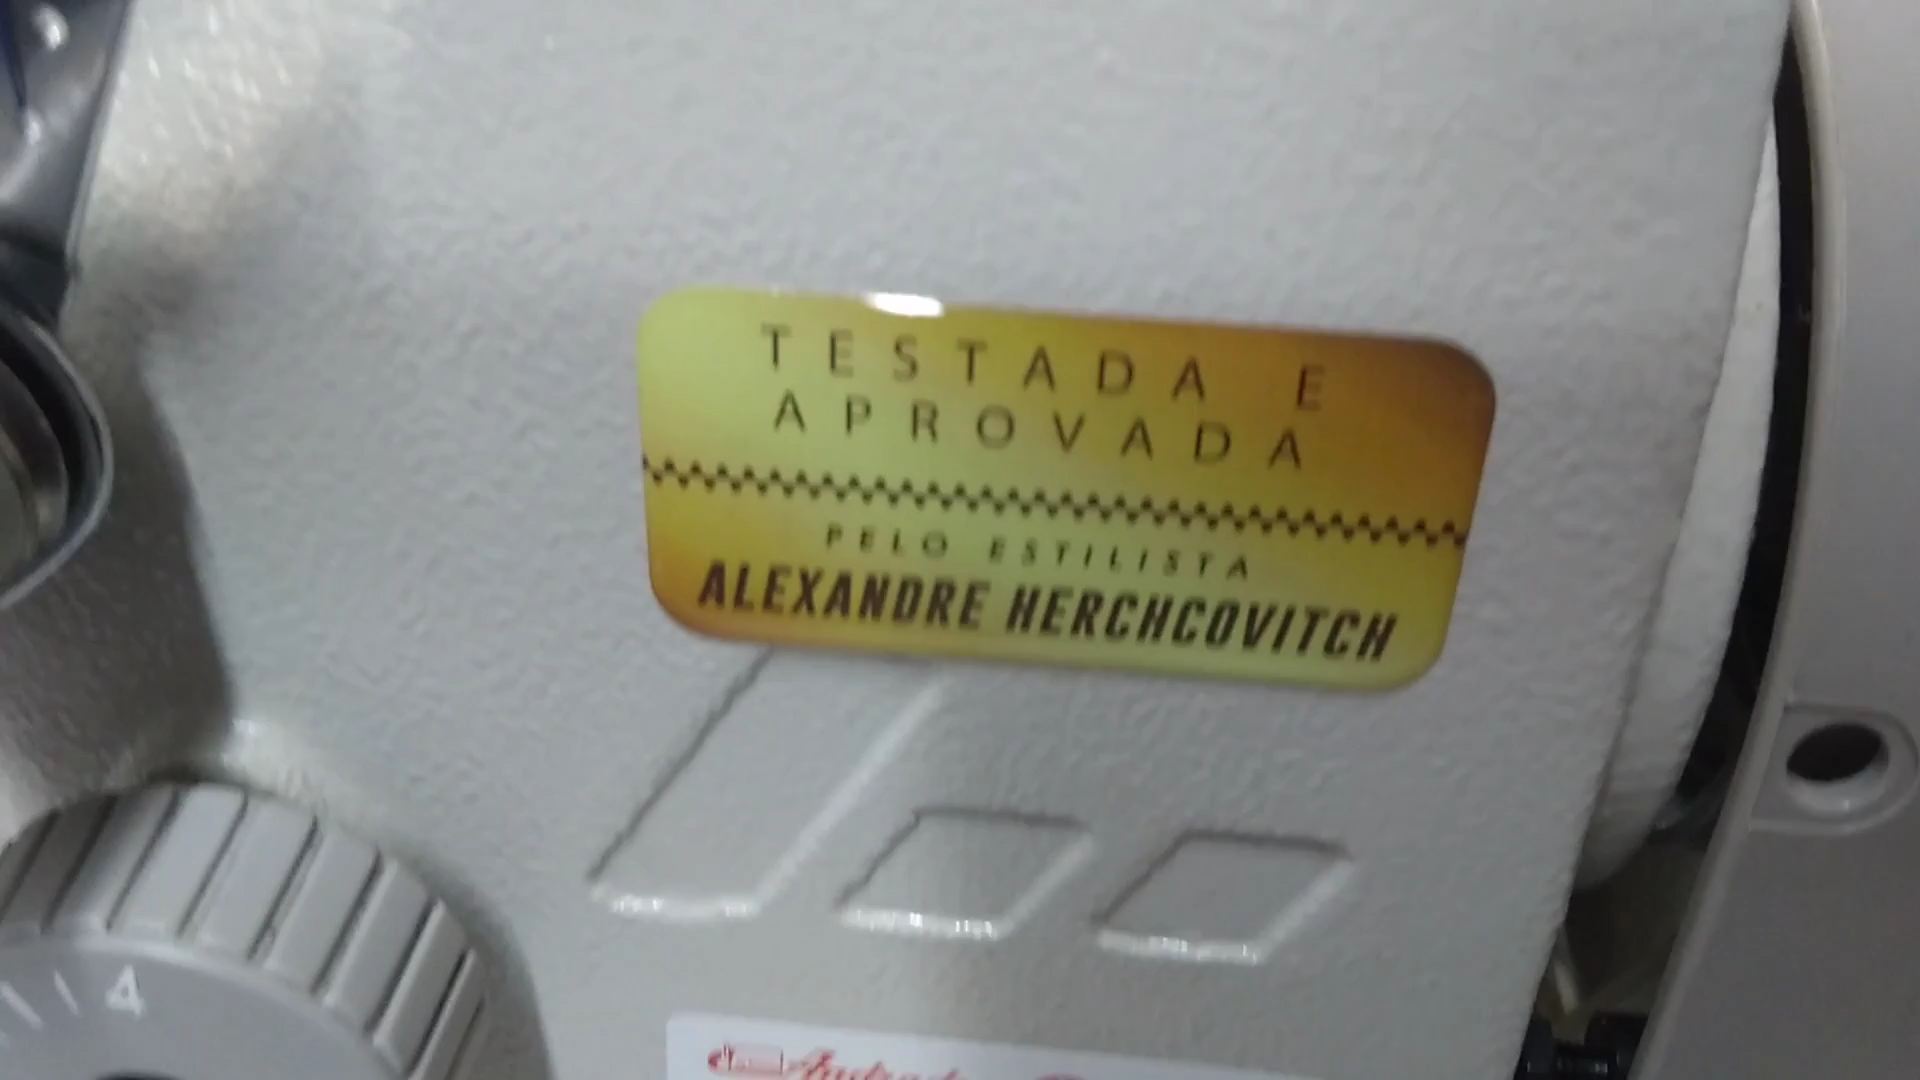 TESTADA E
APROVADA
PELO ESTILISTA
ALEXANDRE HERCHCOVITCH
4